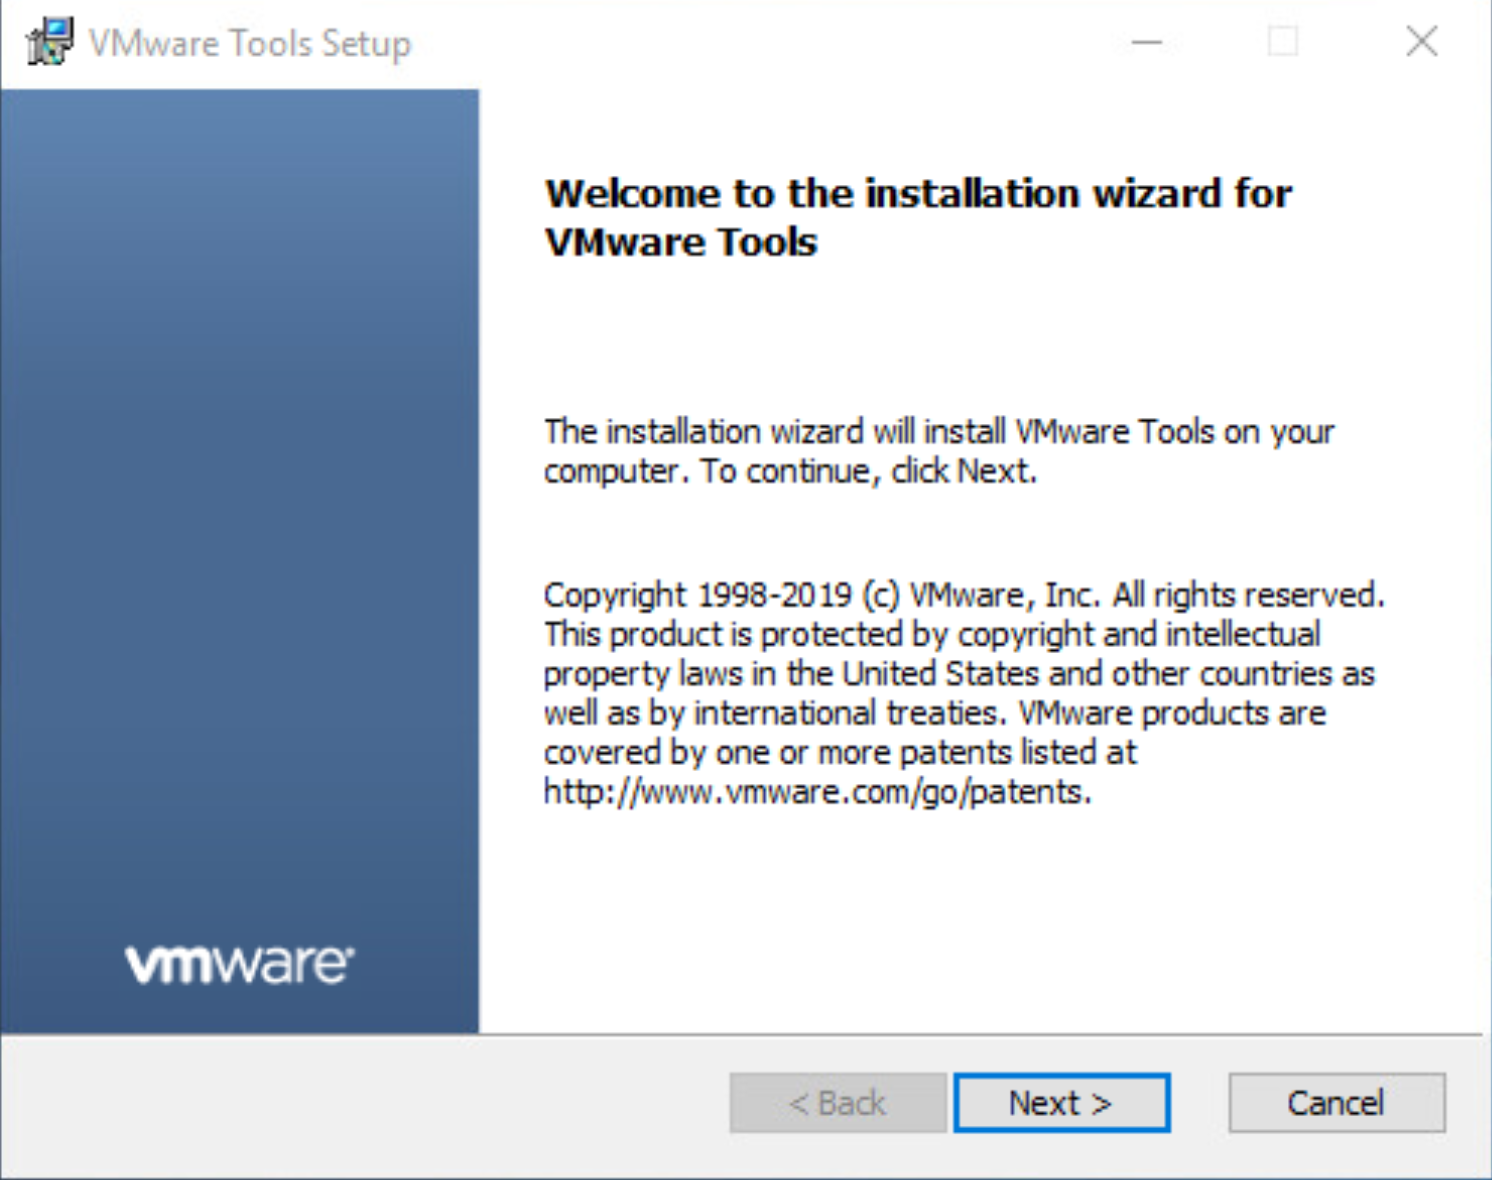 VMware Tools Setup
Welcome to the installation wizard for
VMware Tools
The installation wizard will install VMware Tools on your
computer. To continue, click Next.
Copyright 1998-2019 (c) VMware, Inc. All rights reserved.
This product is protected by copyright and intellectual
property laws in the United States and other countries as
well as by international treaties. VMware products are
covered by one or more patents listed at
http://www.vmware.com/go/patents.
vmware
< Back
Next >
Cancel